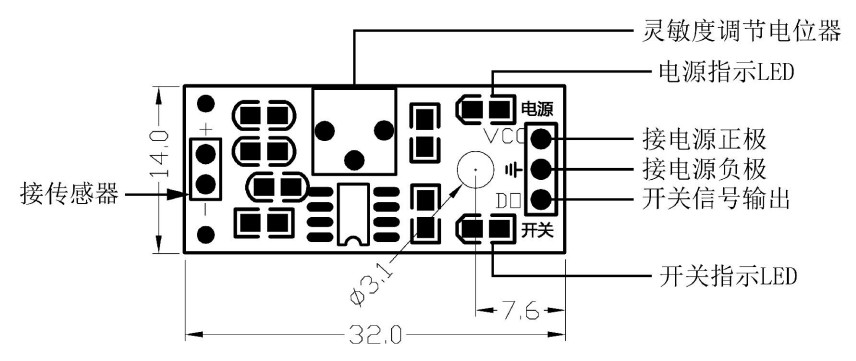 灵敏度调节电位器
电源指示LED
电源
VCC
接电源正极
14.0
+
接电源负极
接传感器
-
DO
开关信号输出
开关
Ø3.1
开关指示LED
7.6
32.0